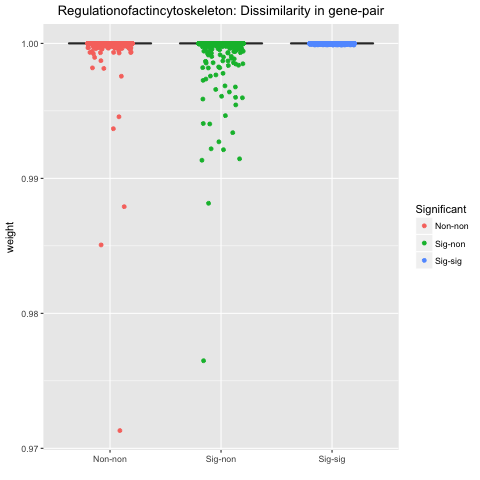 Regulationofactincytoskeleton: Dissimilarity in gene-pair
1.00
0.99
0.98
0.97
weight
Non-non
Sig-non
Sig-sig
Significant
Non-non
Sig-non
Sig-sig